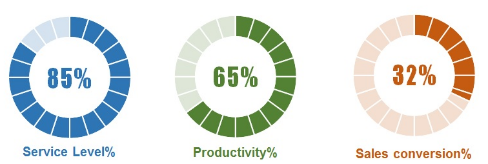 85%
65%
32%
Service Level%
Productivity%
Sales conversion%